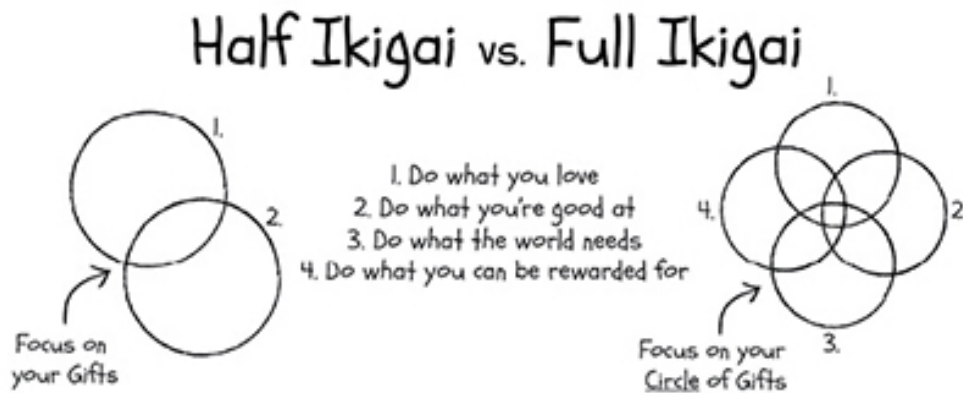 Half Ikigai vs. Full Ikigai
1.
2.
Focus on
your Gifts
1. Do what you love
2. Do what you're good at
3. Do what the world needs
4. Do what you can be rewarded for
1.
4.
2
3.
Focus on your
Circle of Gifts